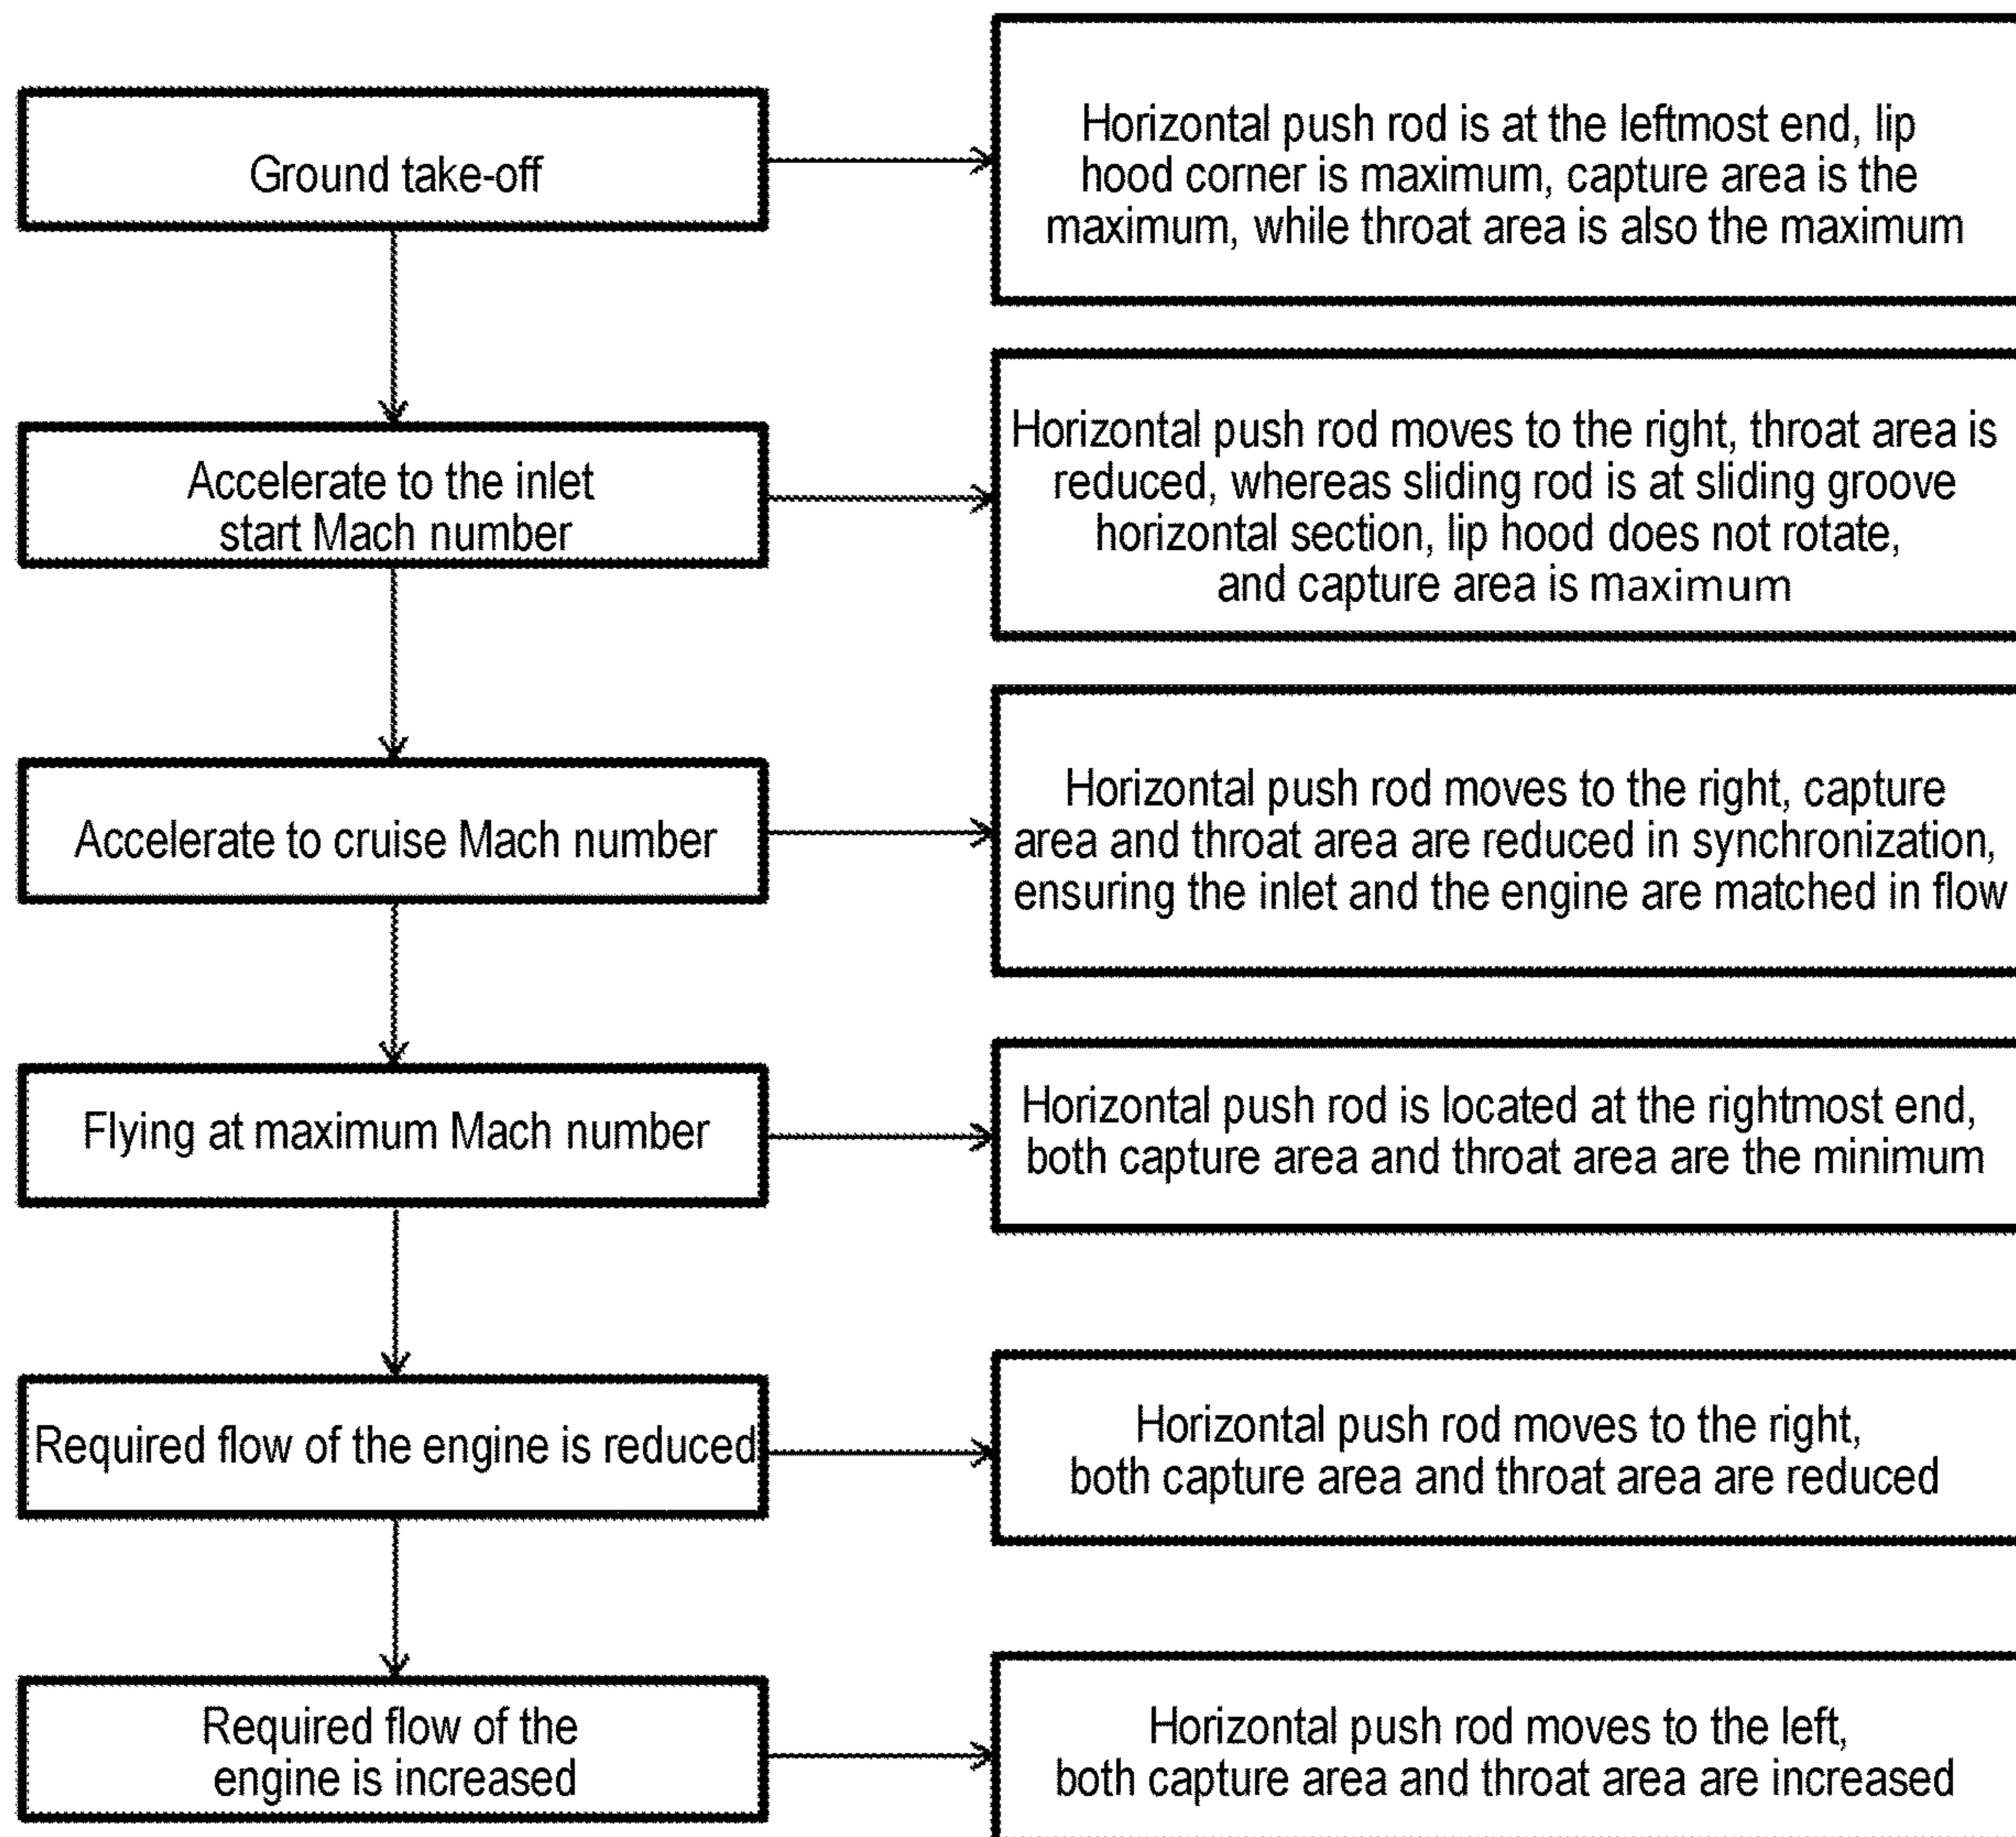 Ground take-off
Horizontal push rod is at the leftmost end, lip
hood corner is maximum, capture area is the
maximum, while throat area is also the maximum
Accelerate to the inlet
start Mach number
Horizontal push rod moves to the right, throat area is
reduced, whereas sliding rod is at sliding groove
horizontal section, lip hood does not rotate,
and capture area is maximum
Accelerate to cruise Mach number
Horizontal push rod moves to the right, capture
area and throat area are reduced in synchronization,
ensuring the inlet and the engine are matched in flow
Flying at maximum Mach number
Horizontal push rod is located at the rightmost end,
both capture area and throat area are the minimum
Required flow of the engine is reduced
Horizontal push rod moves to the right,
both capture area and throat area are reduced
Required flow of the
engine is increased
Horizontal push rod moves to the left,
both capture area and throat area are increased